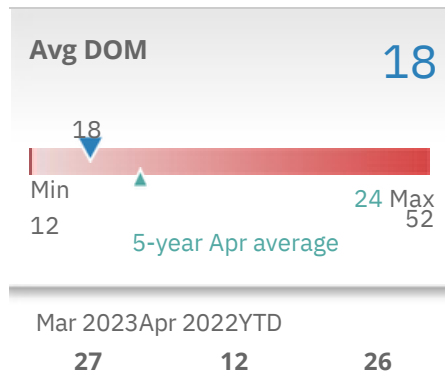 Avg DOM 18
18
Min 24 Max
12 52
5-year Apr average
Mar 2023Apr 2022YTD
27 12 26